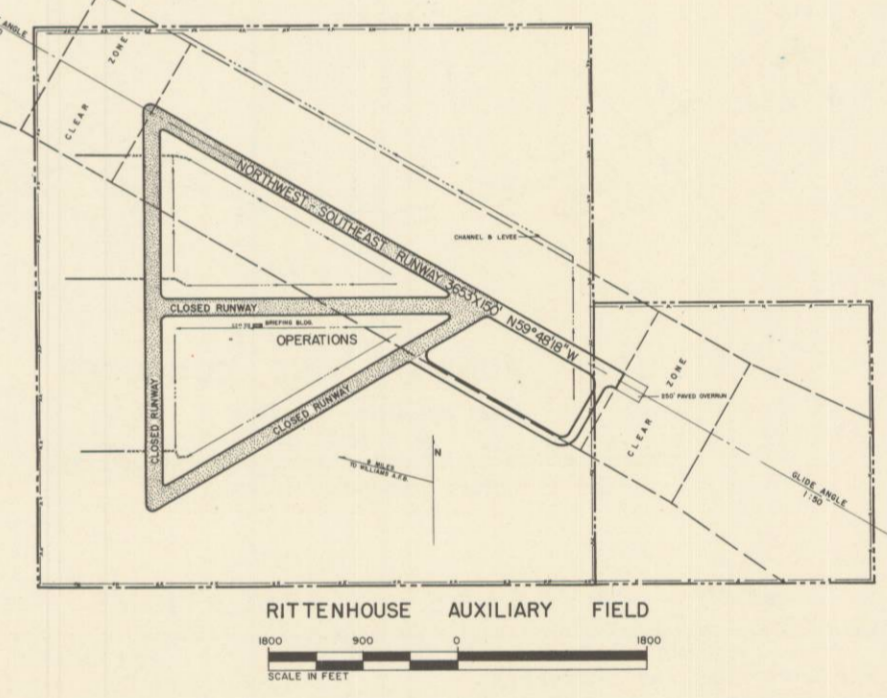 ANGLE
ZONE
CLEAR
NORTHWEST - SOUTHEAST RUNWAY 3653'X150'
N59°48'18"W
CHANNEL & LEVEE
CLOSED RUNWAY
BRIEFING BLDG.
OPERATIONS
CLOSED RUNWAY
CLOSED RUNWAY
ZONE
250' PAVED OVERRUN
CLEAR
N
MILES
TO WILLIAMS A.F.B.
GLIDE ANGLE
1:50
RITTENHOUSE AUXILIARY FIELD
1800 900 0 1800
SCALE IN FEET